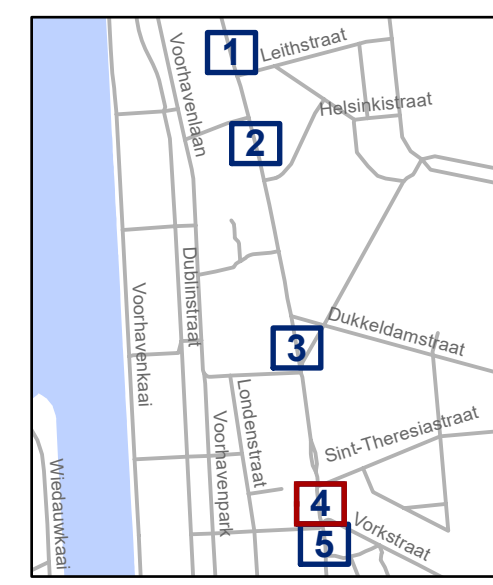 1
Leithstraat
Voorhavenlaan
Helsinkistraat
2
Dublinstraat
Voorhavenkaai
Dukkeldamstraat
3
Londenstraat
Voorhavenpark
Sint-Theresiastraat
Wiedauwkaai
4
Vorkstraat
5